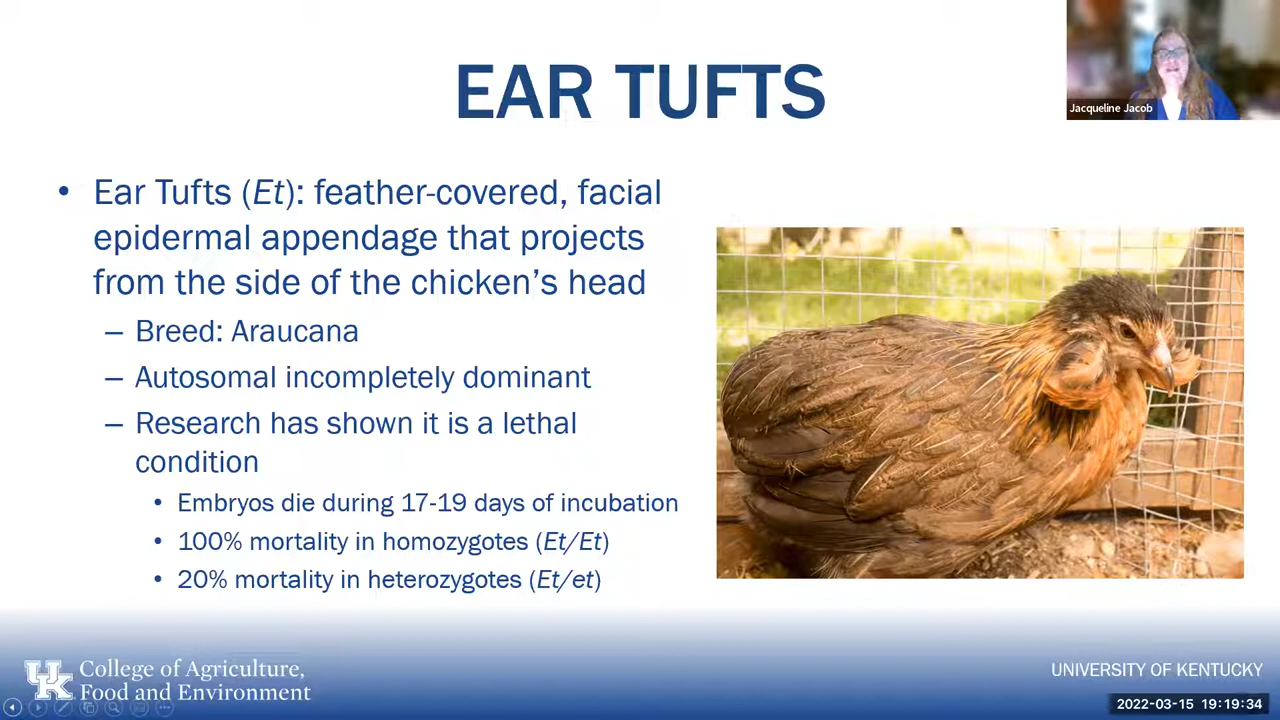 EAR TUFTS
Jacqueline Jacob
• Ear Tufts (Et): feather-covered, facial
epidermal appendage that projects
from the side of the chicken’s head
– Breed: Araucana
– Autosomal incompletely dominant
– Research has shown it is a lethal
condition
• Embryos die during 17-19 days of incubation
• 100% mortality in homozygotes (Et/Et)
• 20% mortality in heterozygotes (Et/et)
UK
College of Agriculture,
Food and Environment
UNIVERSITY OF KENTUCKY
2022-03-15 19:19:34